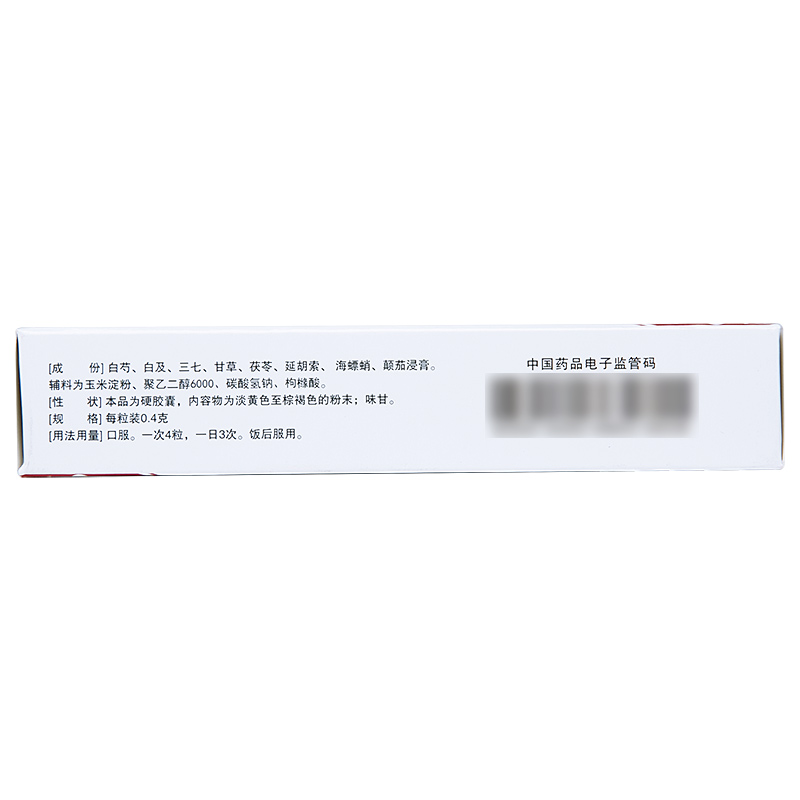 [成　　份] 白芍、白及、三七、甘草、茯苓、延胡索、 海螵蛸、颠茄浸膏。
辅料为玉米淀粉、聚乙二醇6000、碳酸氢钠、枸橼酸。
[性　　状] 本品为硬胶囊，内容物为淡黄色至棕褐色的粉末；味甘。
[规　　格] 每粒装0.4克
[用法用量] 口服。一次4粒，一日3次。饭后服用。
中国药品电子监管码